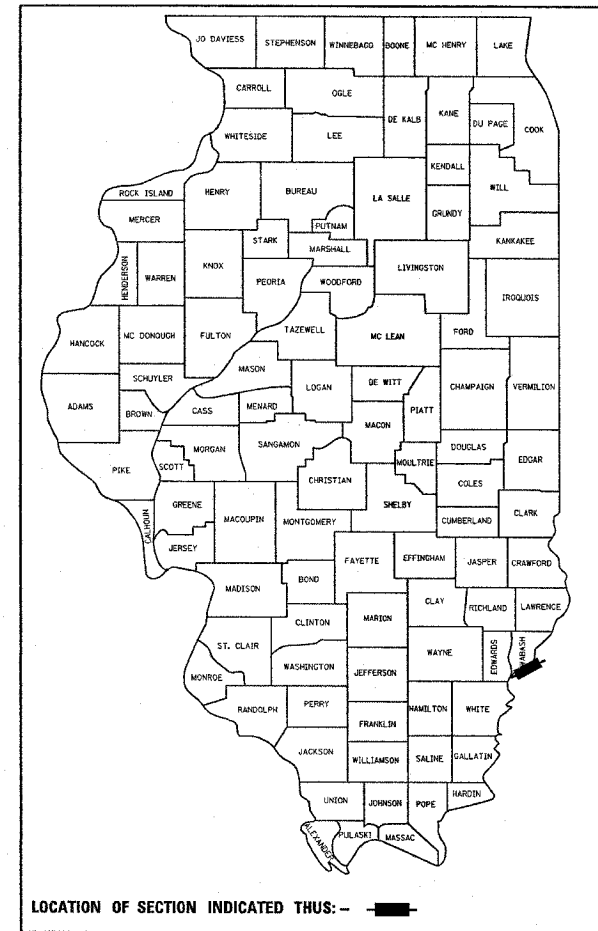 JO DAVIESS STEPHENSON WINNEBAGO BOONE MC HENRY LAKE
CARROLL OGLE DE KALB KANE DU PAGE COOK
WHITESIDE LEE
KENDALL
ROCK ISLAND HENRY BUREAU LA SALLE WILL
MERCER PUTNAM GRUNDY
STARK MARSHALL KANKAKEE
HENDERSON WARREN KNOX PEORIA WOODFORD LIVINGSTON
IROQUOIS
HANCOCK MC DONOUGH FULTON TAZEWELL MC LEAN FORD
MASON
SCHUYLER LOGAN DE WITT CHAMPAIGN VERMILION
ADAMS BROWN CASS MENARD PIATT
MACON
MORGAN SANGAMON DOUGLAS
PIKE SCOTT CHRISTIAN MOULTRIE EDGAR
COLES
GREENE MACOUPIN MONTGOMERY SHELBY CUMBERLAND CLARK
CALHOUN JERSEY
FAYETTE EFFINGHAM JASPER CRAWFORD
MADISON BOND
CLAY RICHLAND LAWRENCE
CLINTON MARION
ST. CLAIR WAYNE EDWARDS WABASH
WASHINGTON JEFFERSON
MONROE
RANDOLPH PERRY HAMILTON WHITE
FRANKLIN
JACKSON WILLIAMSON SALINE GALLATIN
HARDIN
UNION JOHNSON POPE
ALEXANDER PULASKI MASSAC
LOCATION OF SECTION INDICATED THUS: -